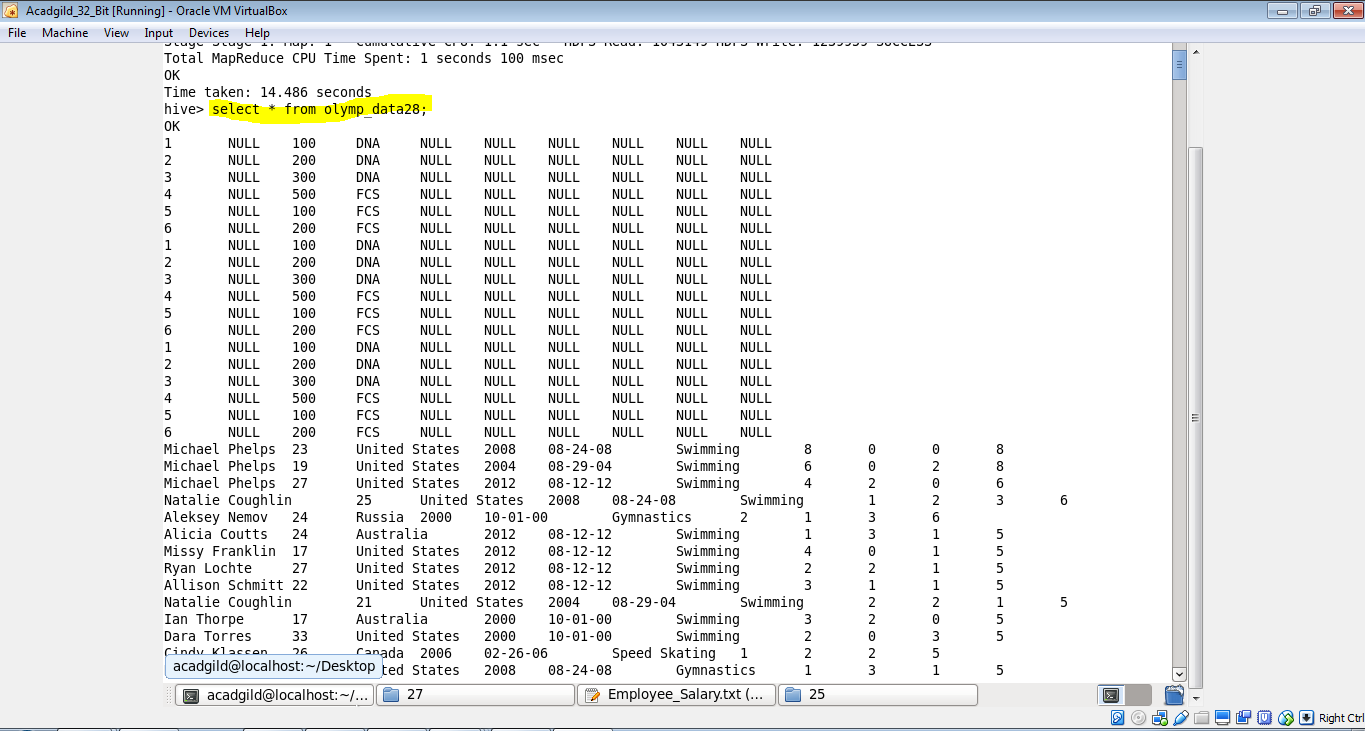 Acadgild_32_Bit [Running] - Oracle VM VirtualBox
File Machine View Input Devices Help
Total MapReduce CPU Time Spent: 1 seconds 100 msec
OK
Time taken: 14.486 seconds
hive> select * from olymp_data28;
OK
1 NULL 100 DNA NULL NULL NULL NULL NULL NULL
2 NULL 200 DNA NULL NULL NULL NULL NULL NULL
3 NULL 300 DNA NULL NULL NULL NULL NULL NULL
4 NULL 500 FCS NULL NULL NULL NULL NULL NULL
5 NULL 100 FCS NULL NULL NULL NULL NULL NULL
6 NULL 200 FCS NULL NULL NULL NULL NULL NULL
1 NULL 100 DNA NULL NULL NULL NULL NULL NULL
2 NULL 200 DNA NULL NULL NULL NULL NULL NULL
3 NULL 300 DNA NULL NULL NULL NULL NULL NULL
4 NULL 500 FCS NULL NULL NULL NULL NULL NULL
5 NULL 100 FCS NULL NULL NULL NULL NULL NULL
6 NULL 200 FCS NULL NULL NULL NULL NULL NULL
1 NULL 100 DNA NULL NULL NULL NULL NULL NULL
2 NULL 200 DNA NULL NULL NULL NULL NULL NULL
3 NULL 300 DNA NULL NULL NULL NULL NULL NULL
4 NULL 500 FCS NULL NULL NULL NULL NULL NULL
5 NULL 100 FCS NULL NULL NULL NULL NULL NULL
6 NULL 200 FCS NULL NULL NULL NULL NULL NULL
Michael Phelps 23 United States 2008 08-24-08 Swimming 8 0 0 8
Michael Phelps 19 United States 2004 08-29-04 Swimming 6 0 2 8
Michael Phelps 27 United States 2012 08-12-12 Swimming 4 2 0 6
Natalie Coughlin 25 United States 2008 08-24-08 Swimming 1 2 3 6
Aleksey Nemov 24 Russia 2000 10-01-00 Gymnastics 2 1 3 6
Alicia Coutts 24 Australia 2012 08-12-12 Swimming 1 3 1 5
Missy Franklin 17 United States 2012 08-12-12 Swimming 4 0 1 5
Ryan Lochte 27 United States 2012 08-12-12 Swimming 2 2 1 5
Allison Schmitt 22 United States 2012 08-12-12 Swimming 3 1 1 5
Natalie Coughlin 21 United States 2004 08-29-04 Swimming 2 2 1 5
Ian Thorpe 17 Australia 2000 10-01-00 Swimming 3 2 0 5
Dara Torres 33 United States 2000 10-01-00 Swimming 2 0 3 5
Cindy Klassen 26 Canada 2006 02-26-06 Speed Skating 1 2 2 5
acadgild@localhost:~/Desktop ted States 2008 08-24-08 Gymnastics 1 3 1 5
acadgild@localhost:~/... 27 Employee_Salary.txt (... 25
Right Ctrl